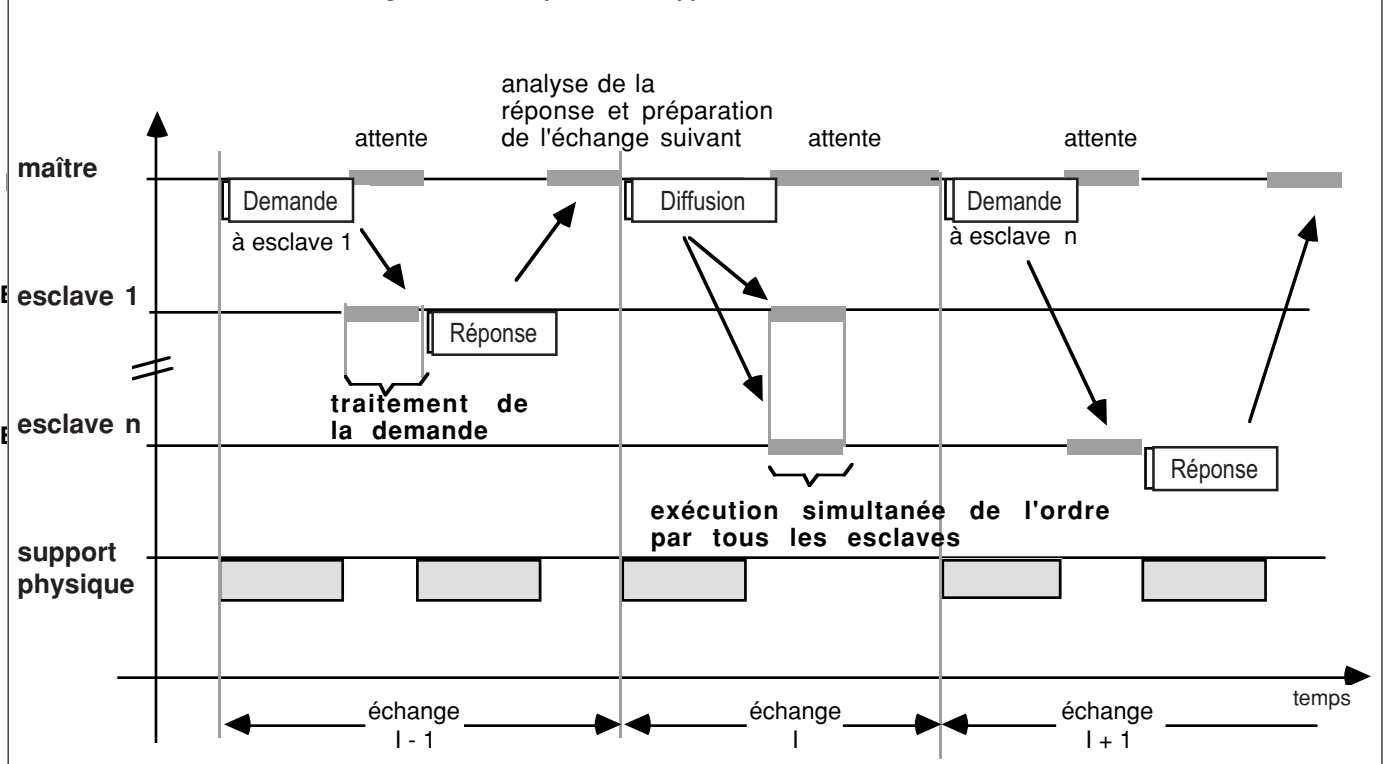 analyse de la
réponse et préparation
attente de l'échange suivant attente attente
maître
Demande Diffusion Demande
à esclave 1 à esclave n
esclave 1
Réponse
traitement de
la demande
esclave n
Réponse
exécution simultanée de l'ordre
par tous les esclaves
support
physique
temps
échange échange échange
I - 1 I I + 1